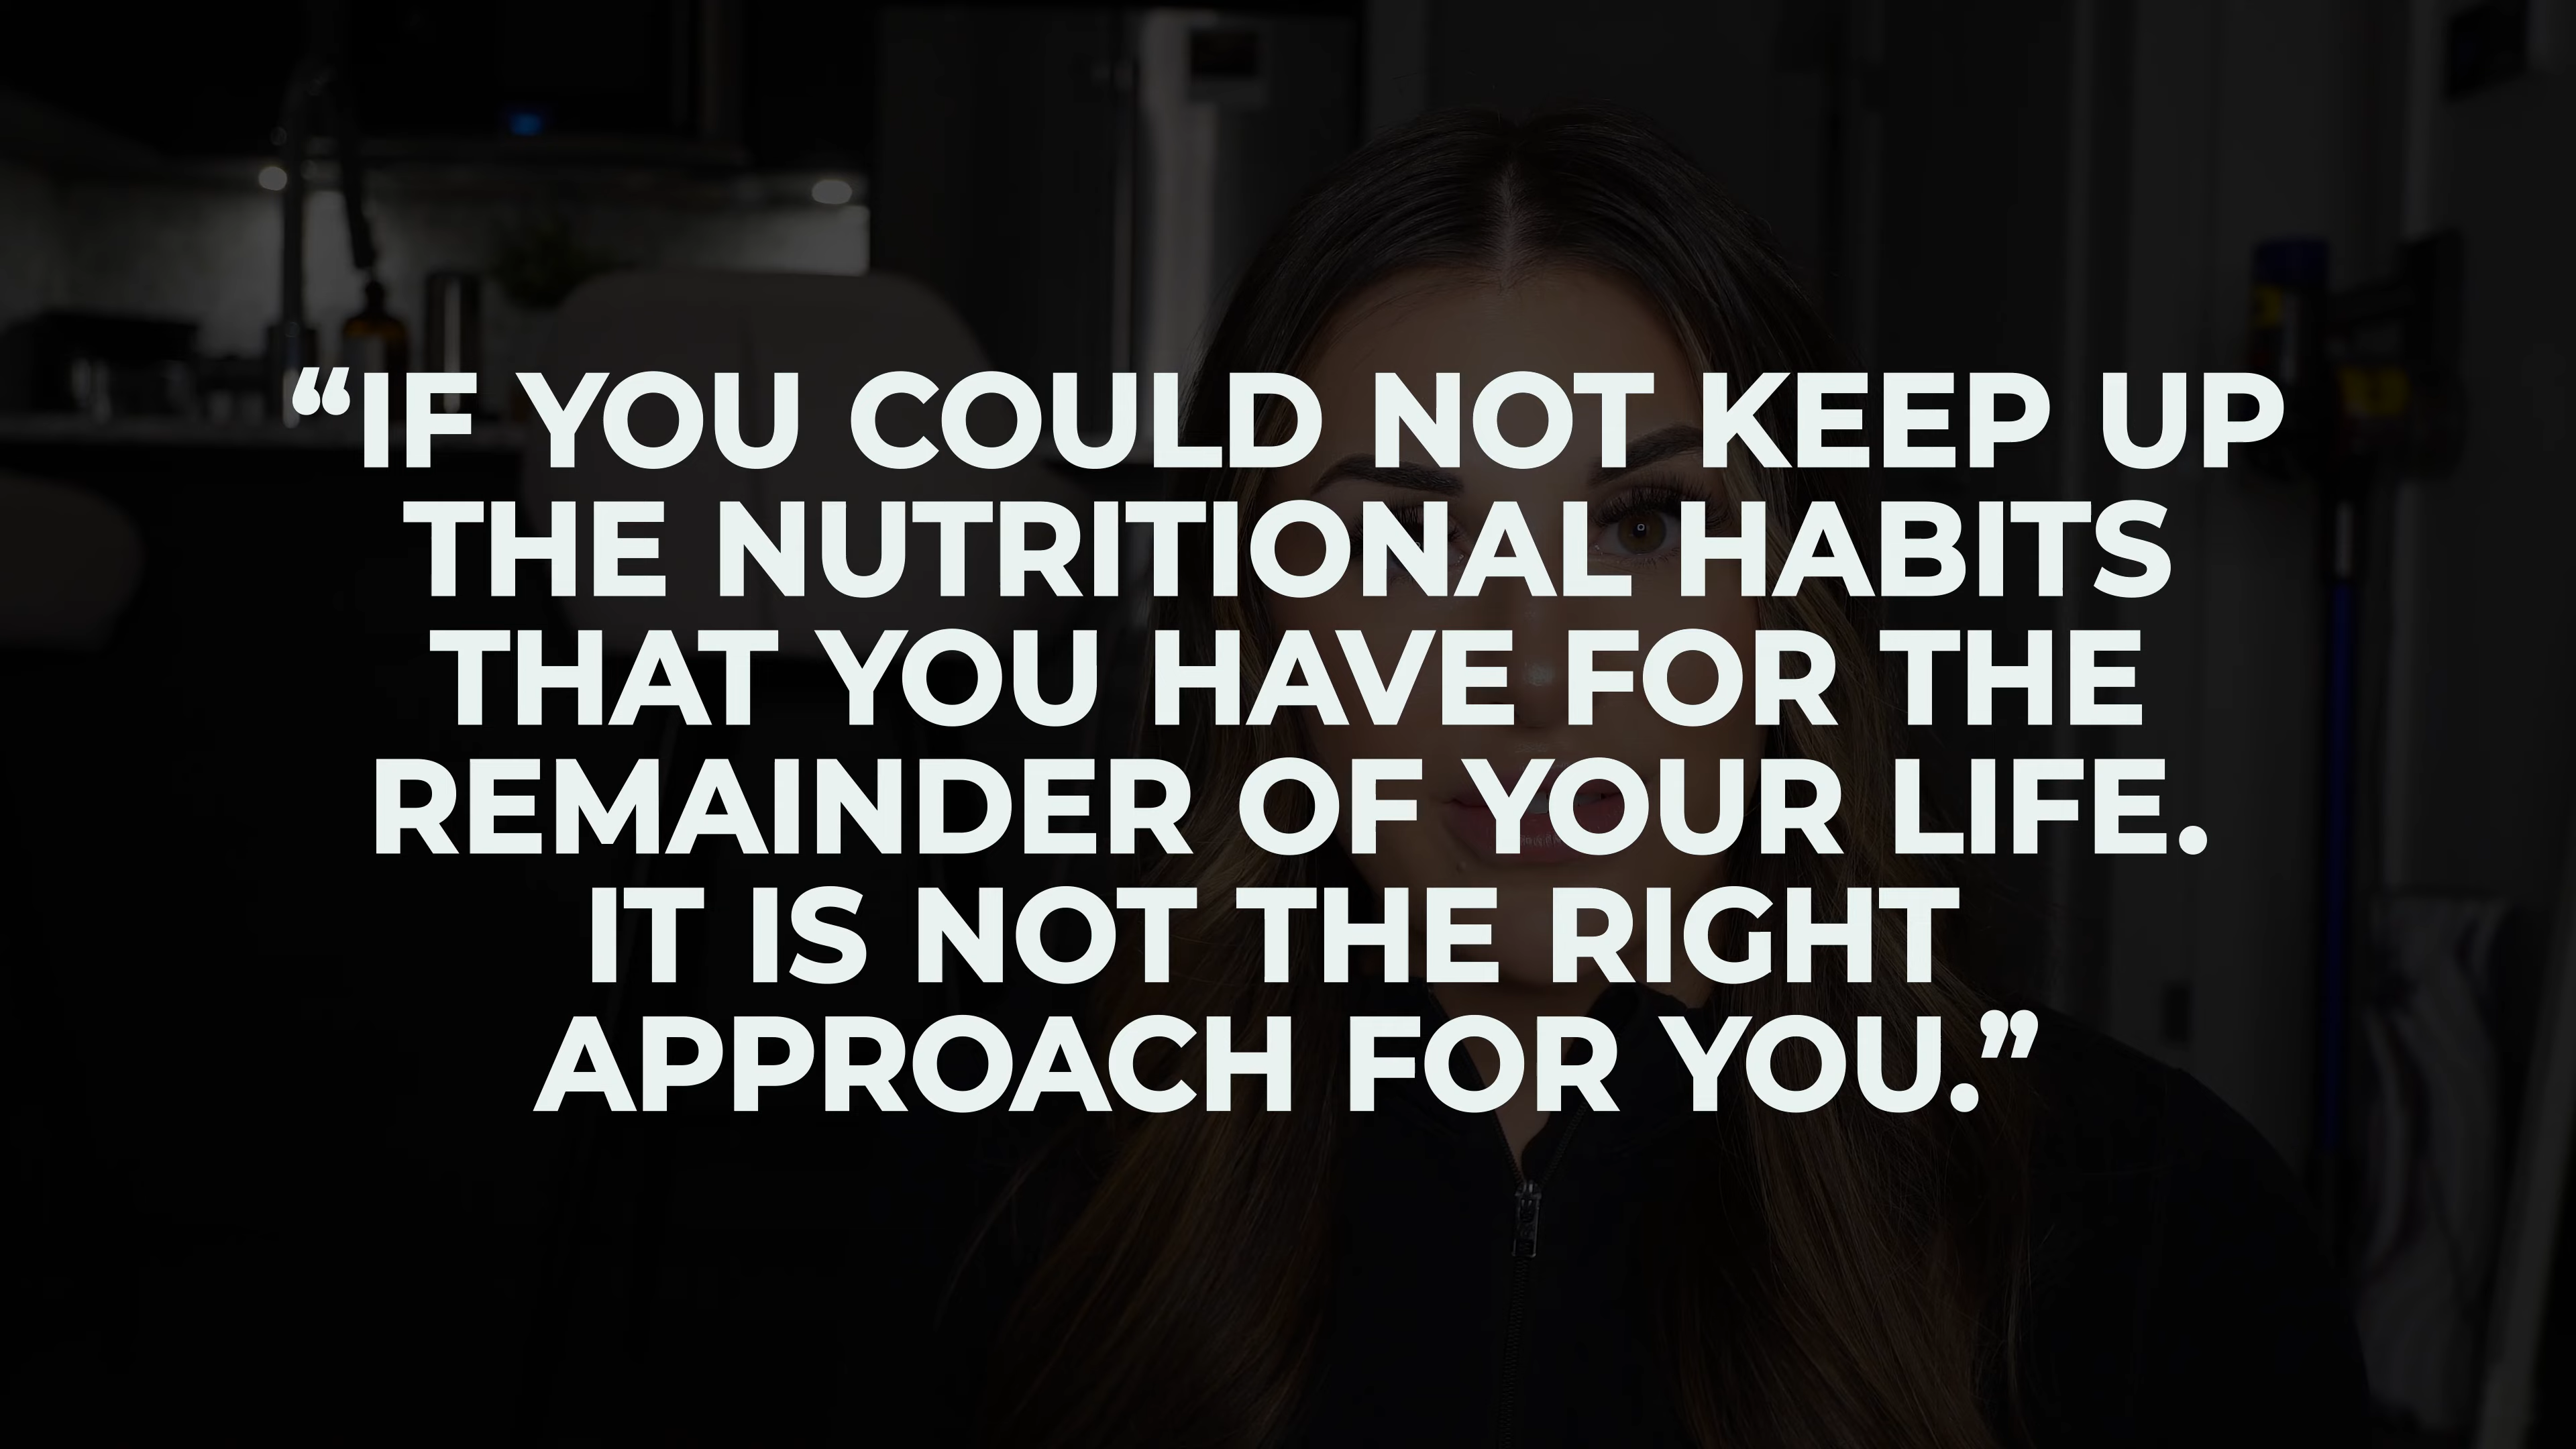 “IF YOU COULD NOT KEEP UP
THE NUTRITIONAL HABITS
THAT YOU HAVE FOR THE
REMAINDER OF YOUR LIFE.
IT IS NOT THE RIGHT
APPROACH FOR YOU.”